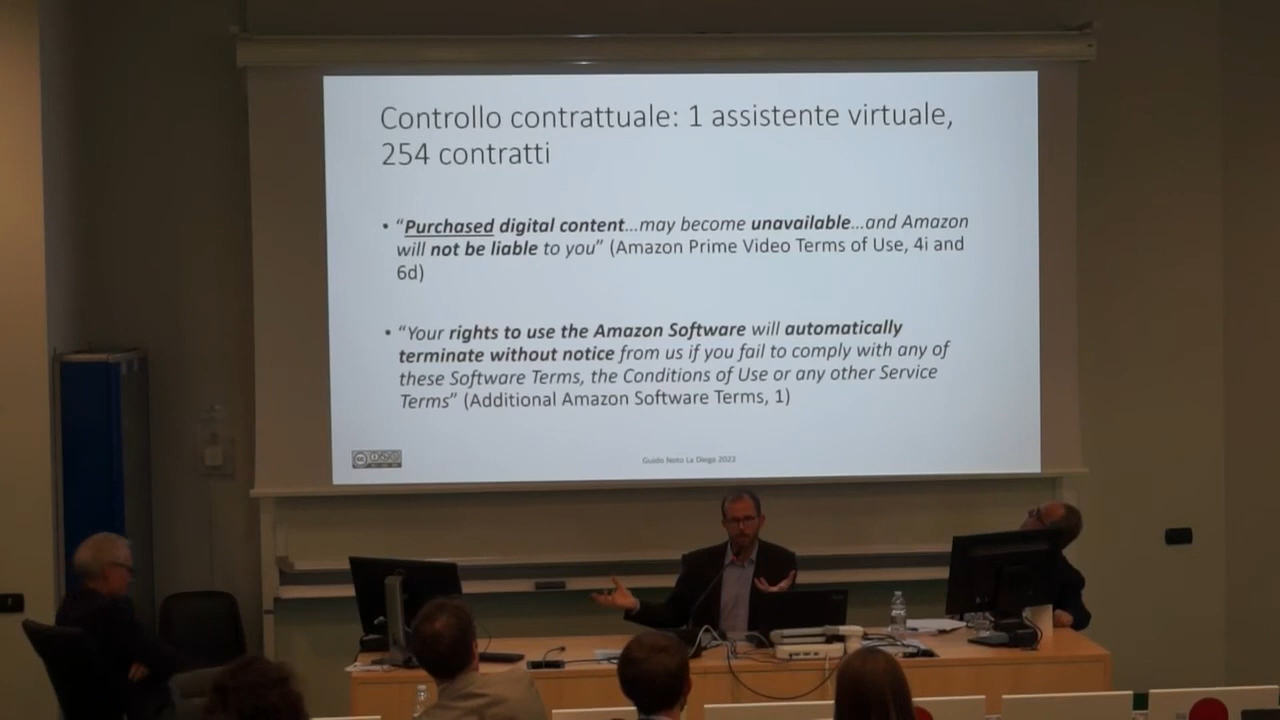 Controllo contrattuale: 1 assistente virtuale,
254 contratti
• “Purchased digital content...may become unavailable...and Amazon
will not be liable to you” (Amazon Prime Video Terms of Use, 4i and
6d)
• “Your rights to use the Amazon Software will automatically
terminate without notice from us if you fail to comply with any of
these Software Terms, the Conditions of Use or any other Service
Terms” (Additional Amazon Software Terms, 1)
cc
Guido Noto La Diega 2022